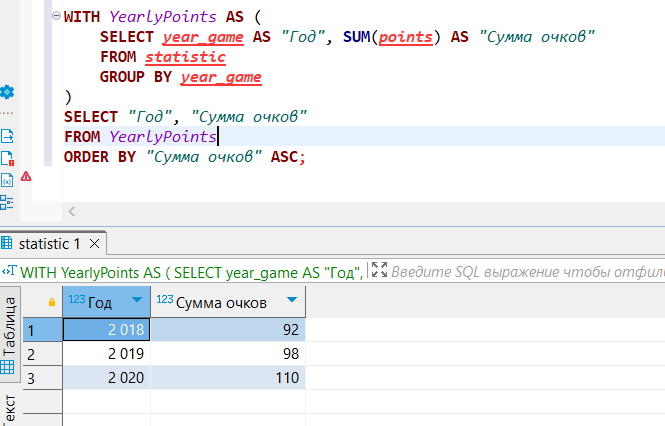 WITH YearlyPoints AS (
SELECT year_game AS "Год", SUM(points) AS "Сумма очков"
FROM statistic
GROUP BY year_game
)
SELECT "Год", "Сумма очков"
FROM YearlyPoints
ORDER BY "Сумма очков" ASC;
statistic 1
WITH YearlyPoints AS ( SELECT year_game AS "Год", Введите SQL выражение чтобы отфил
Таблица
Текст
123 Год 123 Сумма очков
1 2 018 92
2 2 019 98
3 2 020 110